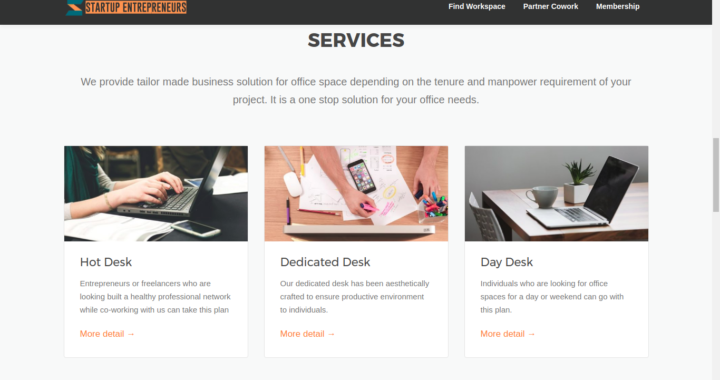 STARTUP ENTREPRENEURS
Find Workspace
Partner Cowork
Membership
SERVICES
We provide tailor made business solution for office space depending on the tenure and manpower requirement of your
project. It is a one stop solution for your office needs.
Hot Desk
Entrepreneurs or freelancers who are
looking built a healthy professional network
while co-working with us can take this plan
More detail →
Dedicated Desk
Our dedicated desk has been aesthetically
crafted to ensure productive environment
to individuals.
More detail →
Day Desk
Individuals who are looking for office
spaces for a day or weekend can go with
this plan.
More detail →